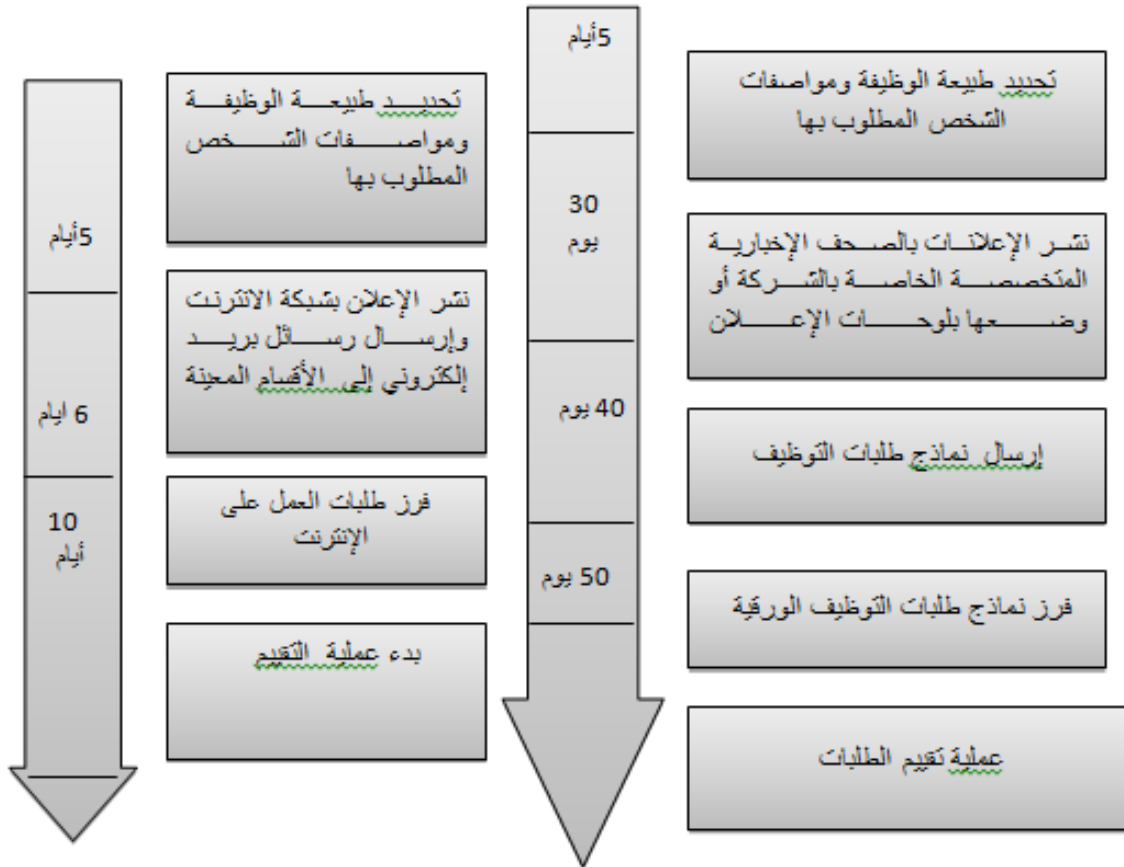 5أيام
تحديد طبيعة الوظيفة ومواصفات
الشخص المطلوب بها
30
يوم
نشر الإعلانات بالصحف الإخبارية
المتخصصة الخاصة بالشركة أو
وضعها بلوحات الإعلان
40 يوم
إرسال نماذج طلبات التوظيف
50 يوم
فرز نماذج طلبات التوظيف الورقية
عملية تقييم الطلبات
تحديد طبيعة الوظيفة
ومواصفات الشخص
المطلوب بها
5أيام
نشر الإعلان بشبكة الانترنت
وإرسال رسائل بريد
إلكتروني إلى الأقسام المعينة
6 ايام
فرز طلبات العمل على
الإنترنت
10
أيام
بدء عملية التقييم